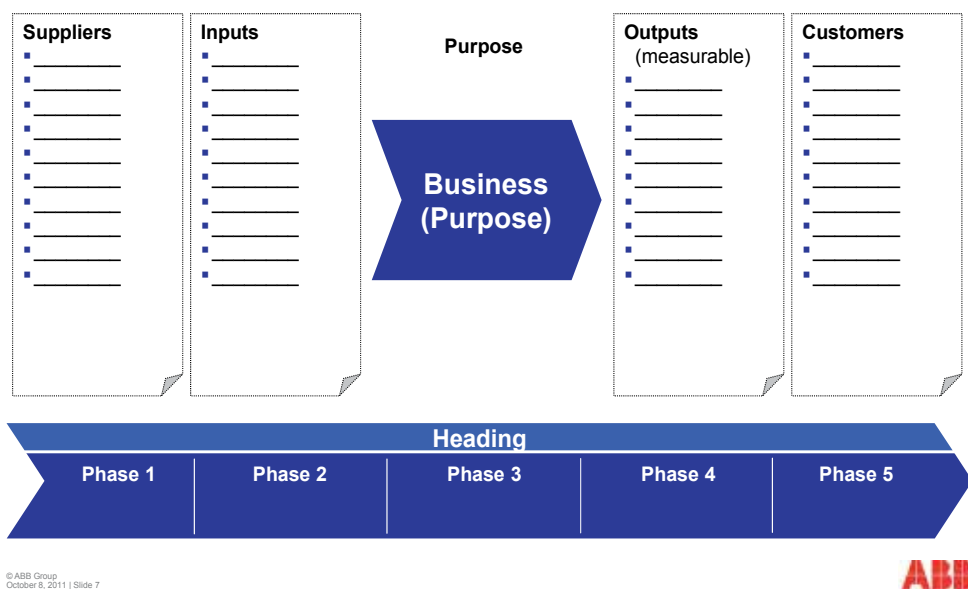 Suppliers
Inputs
Purpose
Business
(Purpose)
Outputs
(measurable)
Customers
Heading
Phase 1
Phase 2
Phase 3
Phase 4
Phase 5
© ABB Group
October 8, 2011 | Slide 7
ABB